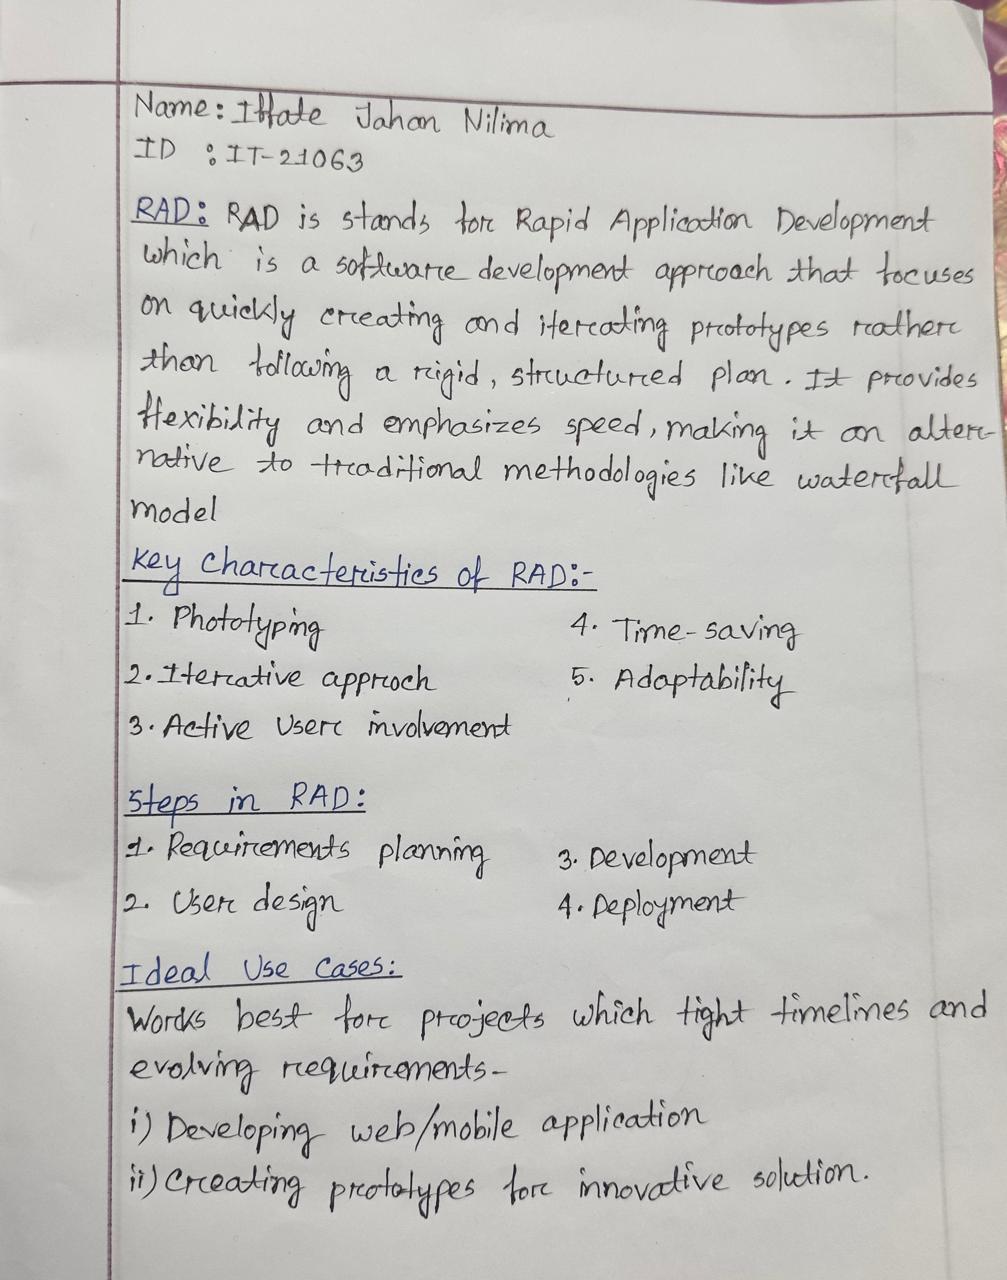 Name: Iffate Jahan Nilima
ID : IT-21063
RAD: RAD is stands for Rapid Application Development
which is a software development approach that focuses
on quickly creating and iterating prototypes rather
than following a rigid, structured plan. It provides
flexibility and emphasizes speed, making it an alter-
native to traditional methodologies like waterfall
model
Key Characteristics of RAD:-
1. Phototyping
2. Iterative approch
3. Active User involvement
4. Time-saving
5. Adaptability
Steps in RAD:
1. Requirements planning
2. User design
3. Development
4. Deployment
Ideal Use Cases:
Works best for projects which tight timelines and
evolving requirements-
i) Developing web/mobile application
ii) Creating prototypes for innovative solution.